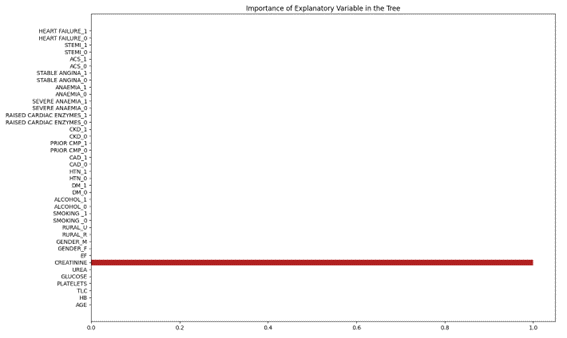 Importance of Explanatory Variable in the Tree
HEART FAILURE_1
HEART FAILURE_0
STEMI_1
STEMI_0
ACS_1
ACS_0
STABLE ANGINA_1
STABLE ANGINA_0
ANAEMIA_1
ANAEMIA_0
SEVERE ANAEMIA_1
SEVERE ANAEMIA_0
RAISED CARDIAC ENZYMES_1
RAISED CARDIAC ENZYMES_0
CKD_1
CKD_0
PRIOR CMP_1
PRIOR CMP_0
CAD_1
CAD_0
HTN_1
HTN_0
DM_1
DM_0
ALCOHOL_1
ALCOHOL_0
SMOKING _1
SMOKING _0
RURAL_U
RURAL_R
GENDER_M
GENDER_F
EF
CREATININE
UREA
GLUCOSE
PLATELETS
TLC
HB
AGE
0.0 0.2 0.4 0.6 0.8 1.0